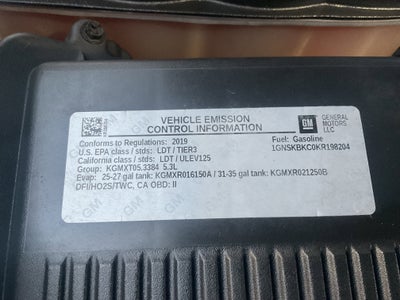 VEHICLE EMISSION
CONTROL INFORMATION
GM
GENERAL
MOTORS
LLC
Conforms to Regulations: 2019
Fuel: Gasoline
U.S. EPA class / stds: LDT / TIER3
1GNSKBKC0KR198204
California class / stds: LDT / ULEV125
Group: KGMXT05.3384 5.3L
Evap: 25-27 gal tank: KGMXR016150A / 31-35 gal tank: KGMXR021250B
DFI/HO2S/TWC, CA OBD: II